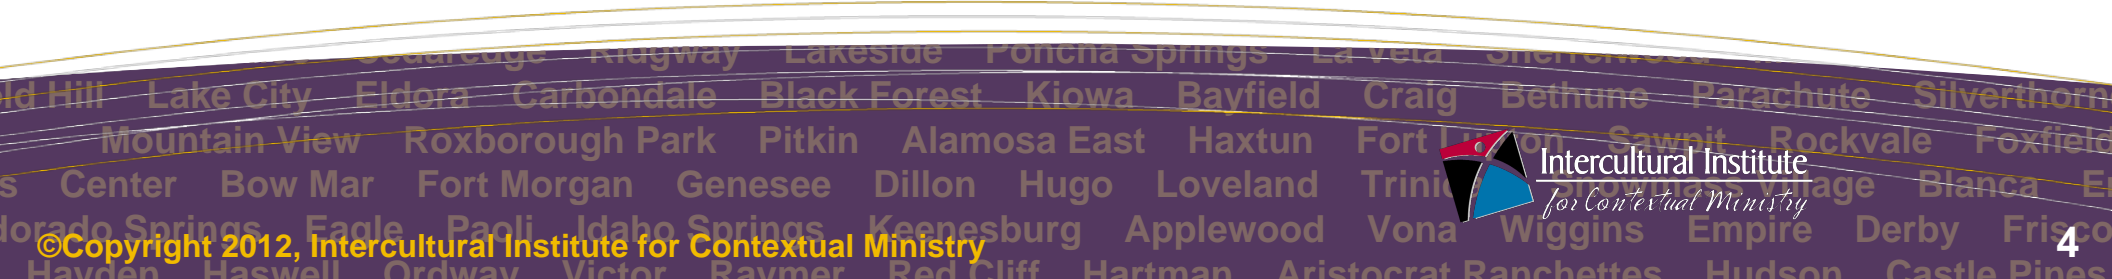 Cedaredge Ridgway Lakeside Poncha Springs La Veta Sherrelwood
ld Hill Lake City Eldora Carbondale Black Forest Kiowa Bayfield Craig Bethune Parachute Silverthorn
Mountain View Roxborough Park Pitkin Alamosa East Haxtun Fort Sawpit Rockvale Foxfield
s Center Bow Mar Fort Morgan Genesee Dillon Hugo Loveland Village Blanca
Intercultural Institute
for Contextual Ministry
dorado Springs Eagle Paoli Idaho Springs Keenesburg Applewood Vona Wiggins Empire Derby Frisco
©Copyright 2012, Intercultural Institute for Contextual Ministry
4
Hayden Haswell Ordway Victor Raymer Red Cliff Hartman Aristocrat Ranchettes Hudson Castle Pines